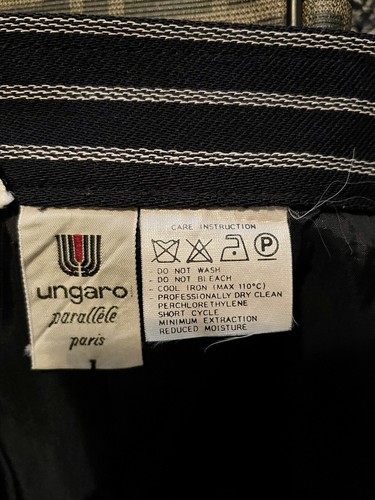 ungaro
parallèle
paris
CARE INSTRUCTION
P
- DO NOT WASH
- DO NOT BLEACH
- COOL IRON (MAX 110°C)
- PROFESSIONALLY DRY CLEAN
PERCHLORETHYLENE
SHORT CYCLE
MINIMUM EXTRACTION
REDUCED MOISTURE